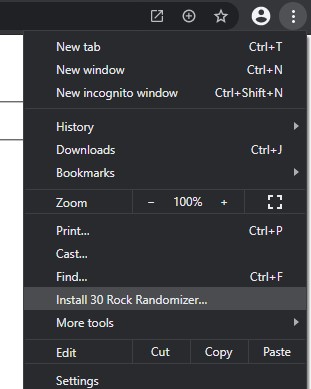 New tab Ctrl+T
New window Ctrl+N
New incognito window Ctrl+Shift+N
History
Downloads Ctrl+J
Bookmarks
Zoom − 100% +
Print... Ctrl+P
Cast...
Find... Ctrl+F
Install 30 Rock Randomizer...
More tools
Edit Cut Copy Paste
Settings